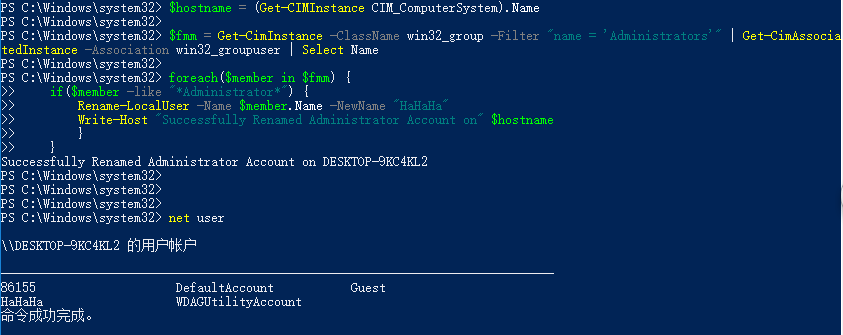 PS C:\Windows\system32> $hostname = (Get-CIMInstance CIM_ComputerSystem).Name
PS C:\Windows\system32>
PS C:\Windows\system32> $fmm = Get-CimInstance -ClassName win32_group -Filter "name = 'Administrators'" | Get-CimAssocia
tedInstance -Association win32_groupuser | Select Name
PS C:\Windows\system32>
PS C:\Windows\system32> foreach($member in $fmm) {
>>     if($member -like "*Administrator*") {
>>         Rename-LocalUser -Name $member.Name -NewName "HaHaHa"
>>         Write-Host "Successfully Renamed Administrator Account on" $hostname
>>         }
>>     }
Successfully Renamed Administrator Account on DESKTOP-9KC4KL2
PS C:\Windows\system32>
PS C:\Windows\system32>
PS C:\Windows\system32>
PS C:\Windows\system32> net user
\\DESKTOP-9KC4KL2 的用户帐户
-------------------------------------------------------------------------------
86155                    DefaultAccount           Guest
HaHaHa                   WDAGUtilityAccount
命令成功完成。